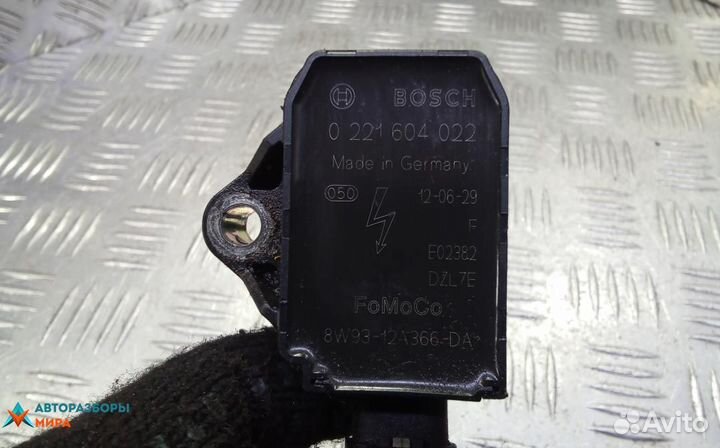 BOSCH
0 221 604 022
Made in Germany
050 12-06-29
F
E02382
DZL7E
FoMoCo
8W93-12A366-DA
АВТОРАЗБОРЫ
МИРА
Avito